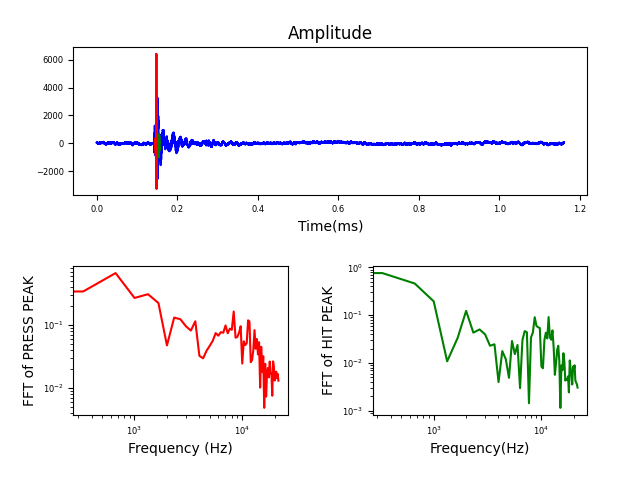 Amplitude
6000
4000
2000
0
−2000
0.0 0.2 0.4 0.6 0.8 1.0 1.2
Time(ms)
FFT of PRESS PEAK
10⁻¹
10⁻²
10³ 10⁴
Frequency (Hz)
FFT of HIT PEAK
10⁰
10⁻¹
10⁻²
10⁻³
10³ 10⁴
Frequency(Hz)